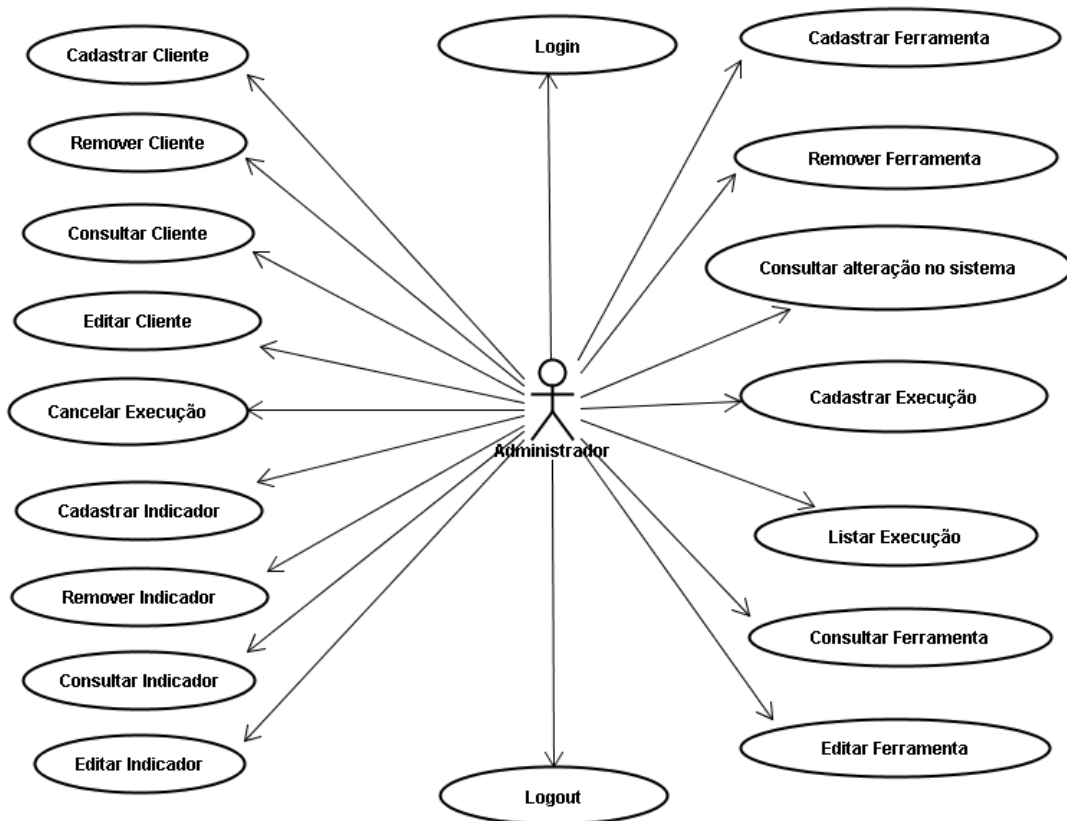 Cadastrar Cliente
Login
Cadastrar Ferramenta
Remover Cliente
Remover Ferramenta
Consultar Cliente
Consultar alteração no sistema
Editar Cliente
Cancelar Execução
Cadastrar Execução
Administrador
Cadastrar Indicador
Listar Execução
Remover Indicador
Consultar Ferramenta
Consultar Indicador
Editar Indicador
Editar Ferramenta
Logout